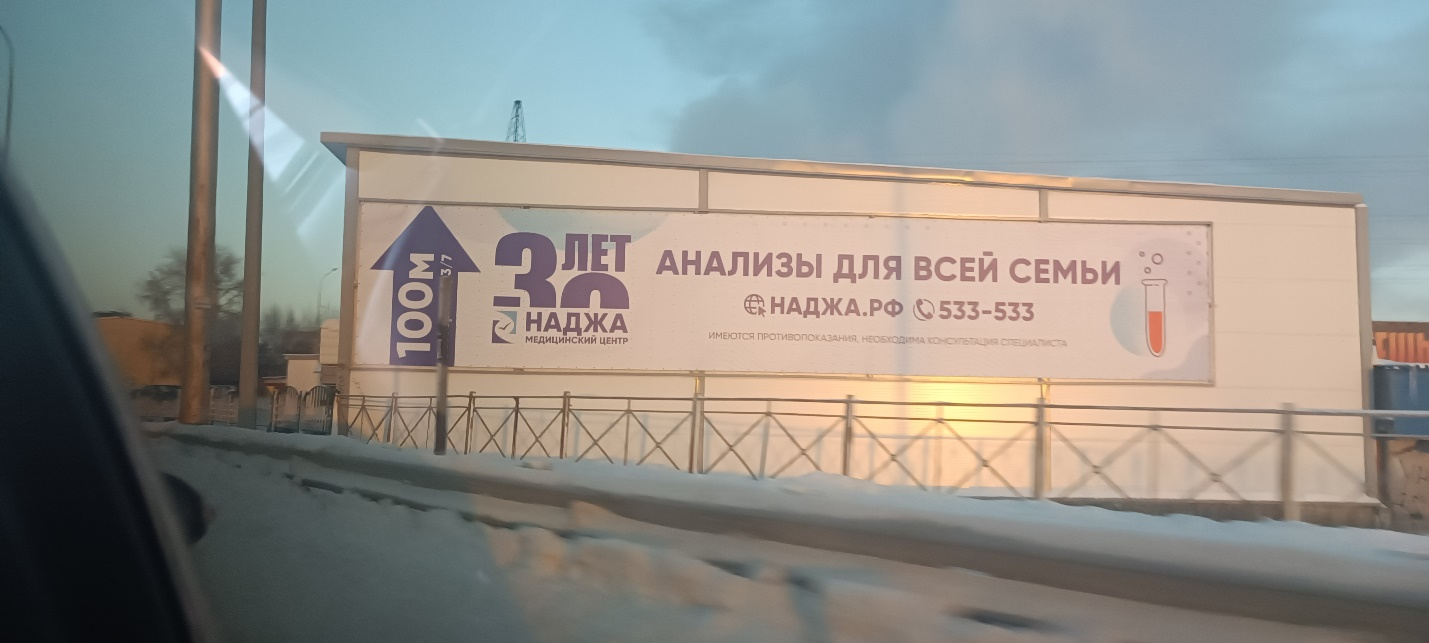 100м
3/7
30 ЛЕТ
НАДЖА
МЕДИЦИНСКИЙ ЦЕНТР
АНАЛИЗЫ ДЛЯ ВСЕЙ СЕМЬИ
НАДЖА.РФ 533-533
ИМЕЮТСЯ ПРОТИВОПОКАЗАНИЯ, НЕОБХОДИМА КОНСУЛЬТАЦИЯ СПЕЦИАЛИСТА